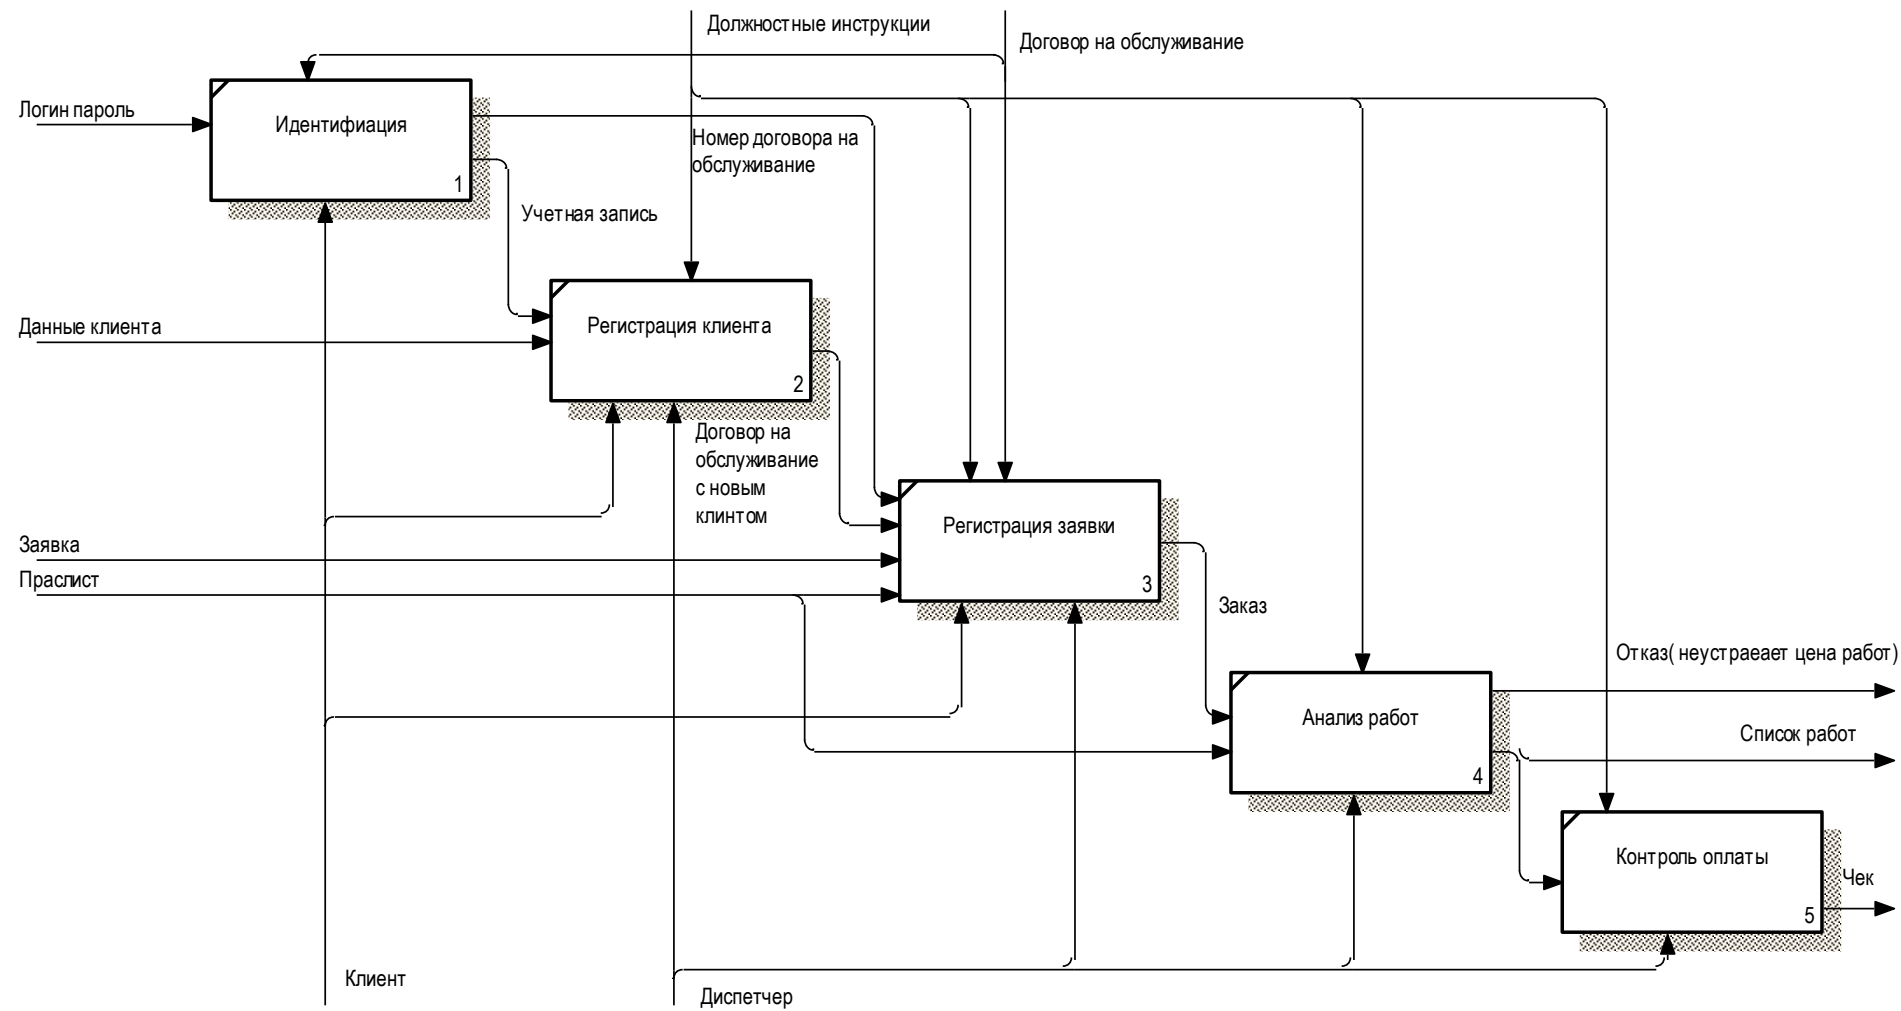 Должностные инструкции
Договор на обслуживание
Логин пароль
Идентифиация
1
Номер договора на
обслуживание
Учетная запись
Данные клиента
Регистрация клиента
2
Договор на
обслуживание
с новым
клинтом
Заявка
Праслист
Регистрация заявки
3
Заказ
Отказ( неустраеает цена работ)
Анализ работ
4
Список работ
Контроль оплаты
5
Чек
Клиент
Диспетчер